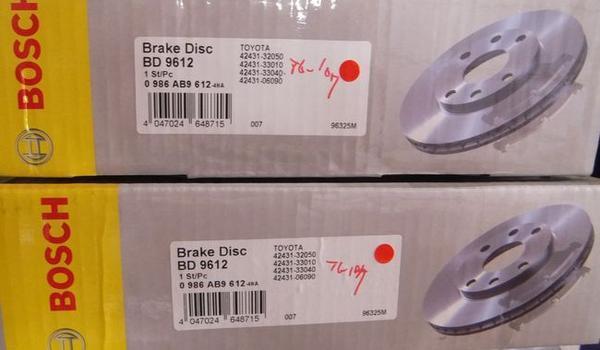 BOSCH
Brake Disc
BD 9612
1 St/Pc
0 986 AB9 612-4HA
TOYOTA
42431-32050
42431-33010
42431-33040
42431-06090
4 047024 648715
007
96325M
BOSCH
Brake Disc
BD 9612
1 St/Pc
0 986 AB9 612-4HA
TOYOTA
42431-32050
42431-33010
42431-33040
42431-06090
4 047024 648715
007
96325M